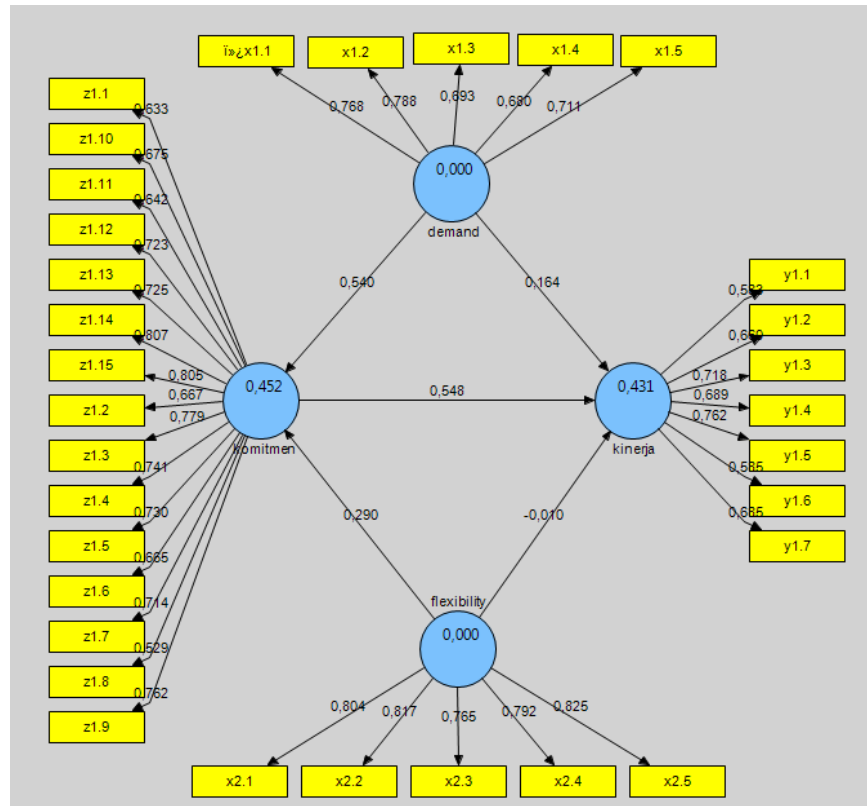 ï»¿x1.1
x1.2
x1.3
x1.4
x1.5
0,768
0,788
0,693
0,680
0,711
0,000
demand
0,540
0,164
z1.1
z1.10
z1.11
z1.12
z1.13
z1.14
z1.15
z1.2
z1.3
z1.4
z1.5
z1.6
z1.7
z1.8
z1.9
0,633
0,675
0,642
0,723
0,725
0,807
0,805
0,667
0,779
0,741
0,730
0,665
0,714
0,529
0,762
0,452
komitmen
0,548
0,431
kinerja
0,718
0,689
0,762
y1.1
y1.2
y1.3
y1.4
y1.5
y1.6
y1.7
0,290
-0,010
flexibility
0,000
0,804
0,817
0,765
0,792
0,825
x2.1
x2.2
x2.3
x2.4
x2.5